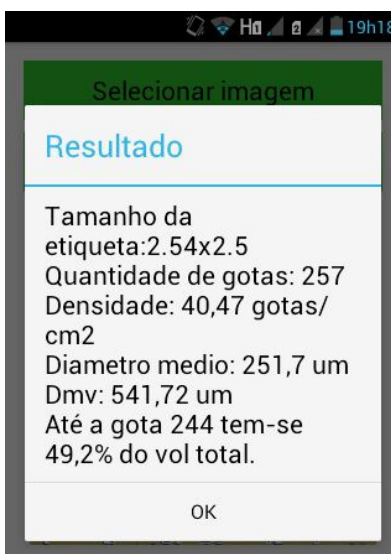 H 1 2 19h18
Selecionar imagem
Resultado
Tamanho da
etiqueta:2.54x2.5
Quantidade de gotas: 257
Densidade: 40,47 gotas/
cm2
Diametro medio: 251,7 um
Dmv: 541,72 um
Até a gota 244 tem-se
49,2% do vol total.
OK